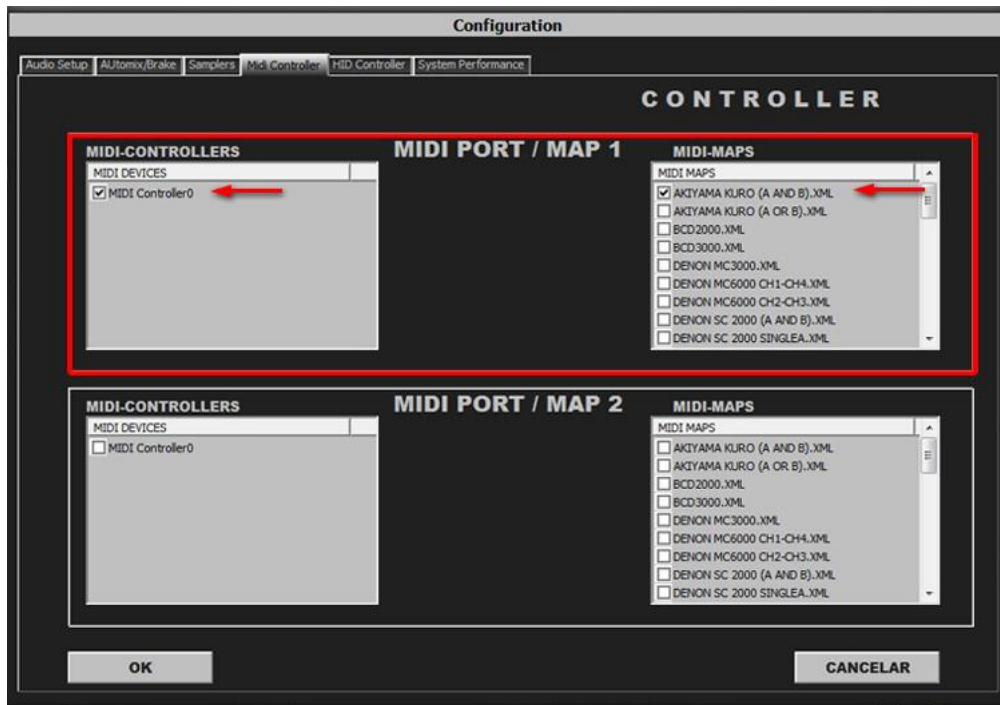 Configuration
Audio Setup AUtomix/Brake Samplers Midi Controller HID Controller System Performance
CONTROLLER
MIDI-CONTROLLERS MIDI PORT / MAP 1 MIDI-MAPS
MIDI DEVICES MIDI MAPS
MIDI Controller0 AKIYAMA KURO (A AND B).XML
AKIYAMA KURO (A OR B).XML
BCD2000.XML
BCD3000.XML
DENON MC3000.XML
DENON MC6000 CH1-CH4.XML
DENON MC6000 CH2-CH3.XML
DENON SC 2000 (A AND B).XML
DENON SC 2000 SINGLEA.XML
MIDI-CONTROLLERS MIDI PORT / MAP 2 MIDI-MAPS
MIDI DEVICES MIDI MAPS
MIDI Controller0 AKIYAMA KURO (A AND B).XML
AKIYAMA KURO (A OR B).XML
BCD2000.XML
BCD3000.XML
DENON MC3000.XML
DENON MC6000 CH1-CH4.XML
DENON MC6000 CH2-CH3.XML
DENON SC 2000 (A AND B).XML
DENON SC 2000 SINGLEA.XML
OK CANCELAR